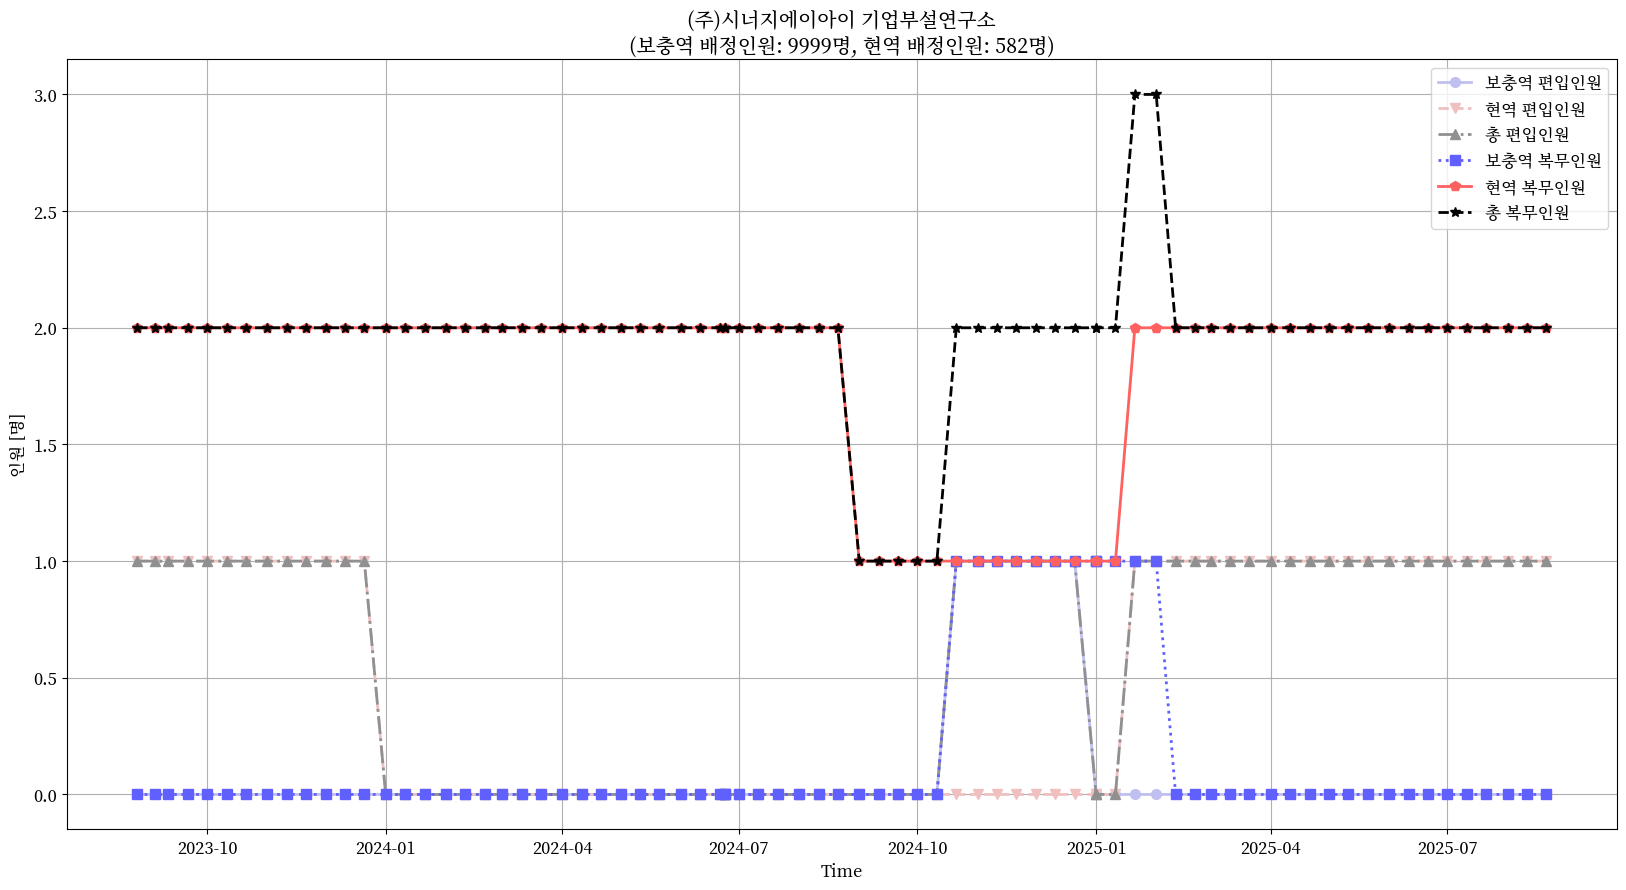 (주)시너지에이아이 기업부설연구소
(보충역 배정인원: 9999명, 현역 배정인원: 582명)
보충역 편입인원
현역 편입인원
총 편입인원
보충역 복무인원
현역 복무인원
총 복무인원
인원 [명]
3.0
2.5
2.0
1.5
1.0
0.5
0.0
2023-10
2024-01
2024-04
2024-07
2024-10
2025-01
2025-04
2025-07
Time